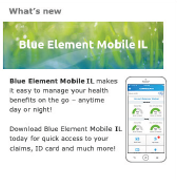 What's new
Blue Element Mobile IL
Blue Element Mobile IL makes
it easy to manage your health
benefits on the go – anytime
day or night!
Download Blue Element Mobile IL
today for quick access to your
claims, ID card and much more!